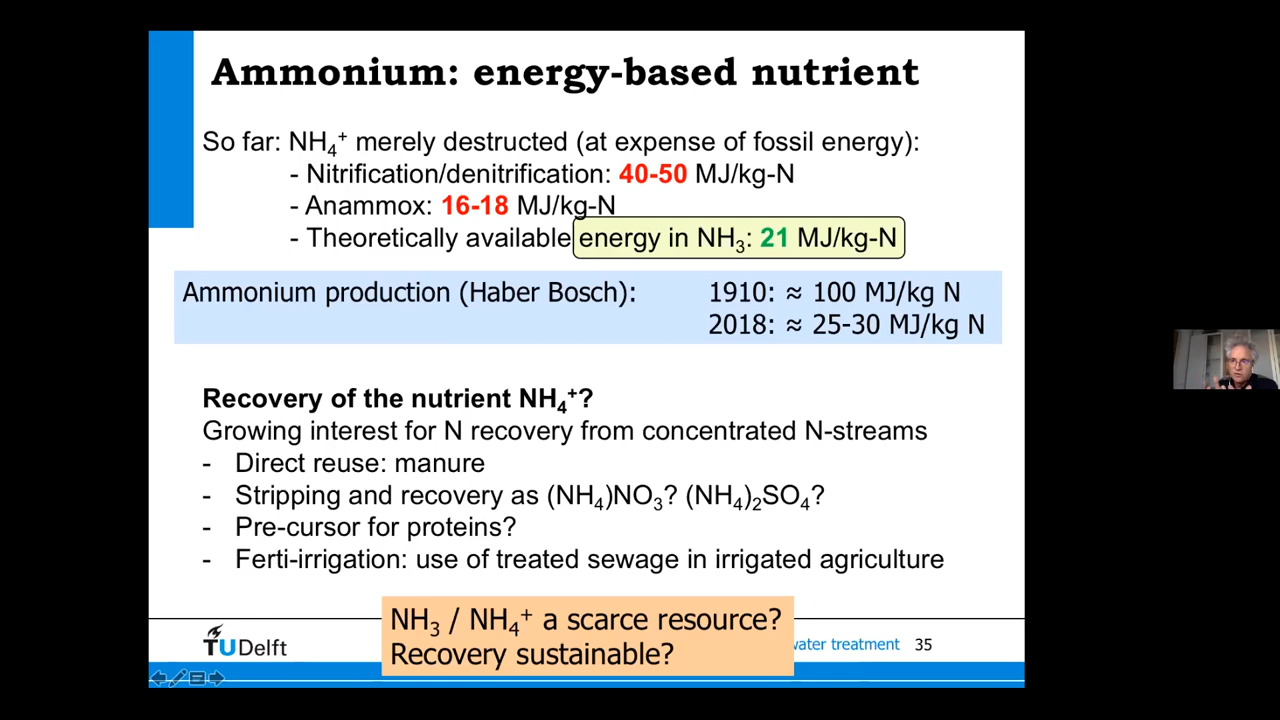 Ammonium: energy-based nutrient
So far: NH₄⁺ merely destructed (at expense of fossil energy):
- Nitrification/denitrification: 40-50 MJ/kg-N
- Anammox: 16-18 MJ/kg-N
- Theoretically available energy in NH₃: 21 MJ/kg-N
Ammonium production (Haber Bosch): 1910: ≈ 100 MJ/kg N
2018: ≈ 25-30 MJ/kg N
Recovery of the nutrient NH₄⁺?
Growing interest for N recovery from concentrated N-streams
- Direct reuse: manure
- Stripping and recovery as (NH₄)NO₃? (NH₄)₂SO₄?
- Pre-cursor for proteins?
- Ferti-irrigation: use of treated sewage in irrigated agriculture
NH₃ / NH₄⁺ a scarce resource?
Recovery sustainable?
TUDelft
water treatment 35